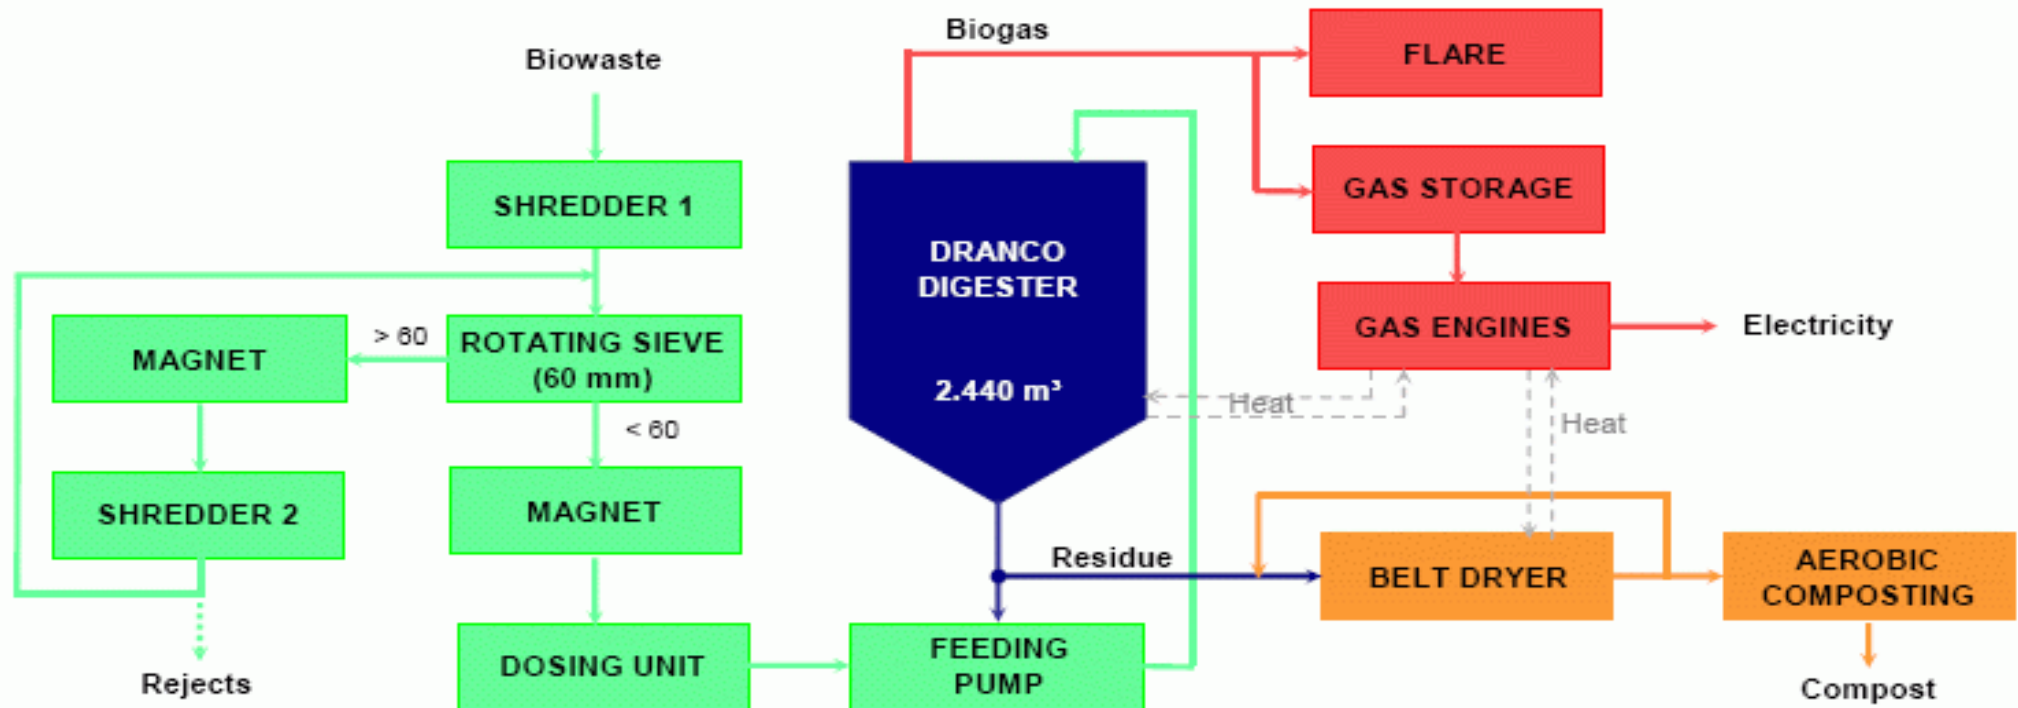 Biogas
FLARE
Biowaste
SHREDDER 1
GAS STORAGE
DRANCO
DIGESTER
2.440 m³
> 60
ROTATING SIEVE
(60 mm)
MAGNET
GAS ENGINES
Electricity
Heat
Heat
< 60
SHREDDER 2
MAGNET
Residue
BELT DRYER
AEROBIC
COMPOSTING
DOSING UNIT
FEEDING
PUMP
Rejects
Compost